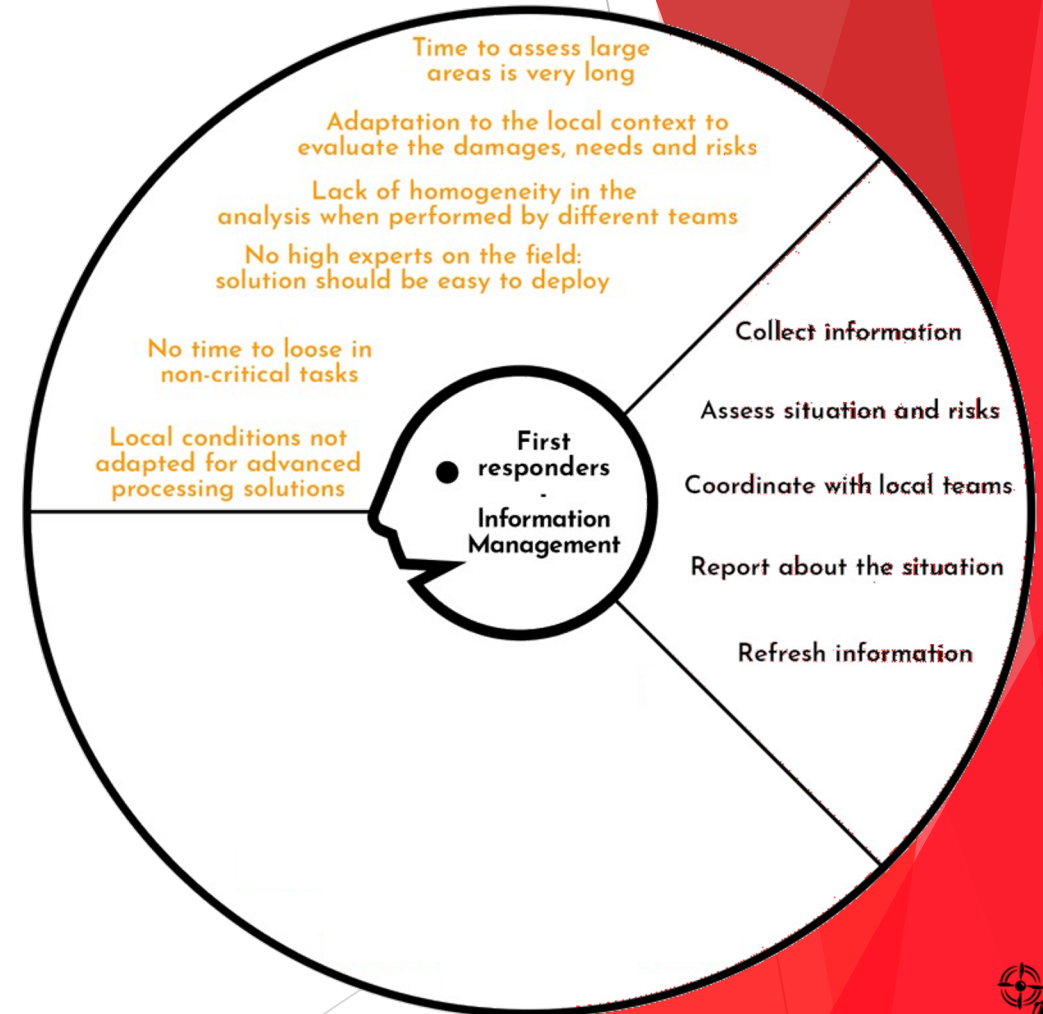 Time to assess large
areas is very long
Adaptation to the local context to
evaluate the damages, needs and risks
Lack of homogeneity in the
analysis when performed by different teams
No high experts on the field:
solution should be easy to deploy
No time to loose in
non-critical tasks
Local conditions not
adapted for advanced
processing solutions
First
responders
-
Information
Management
Collect information
Assess situation and risks
Coordinate with local teams
Report about the situation
Refresh information